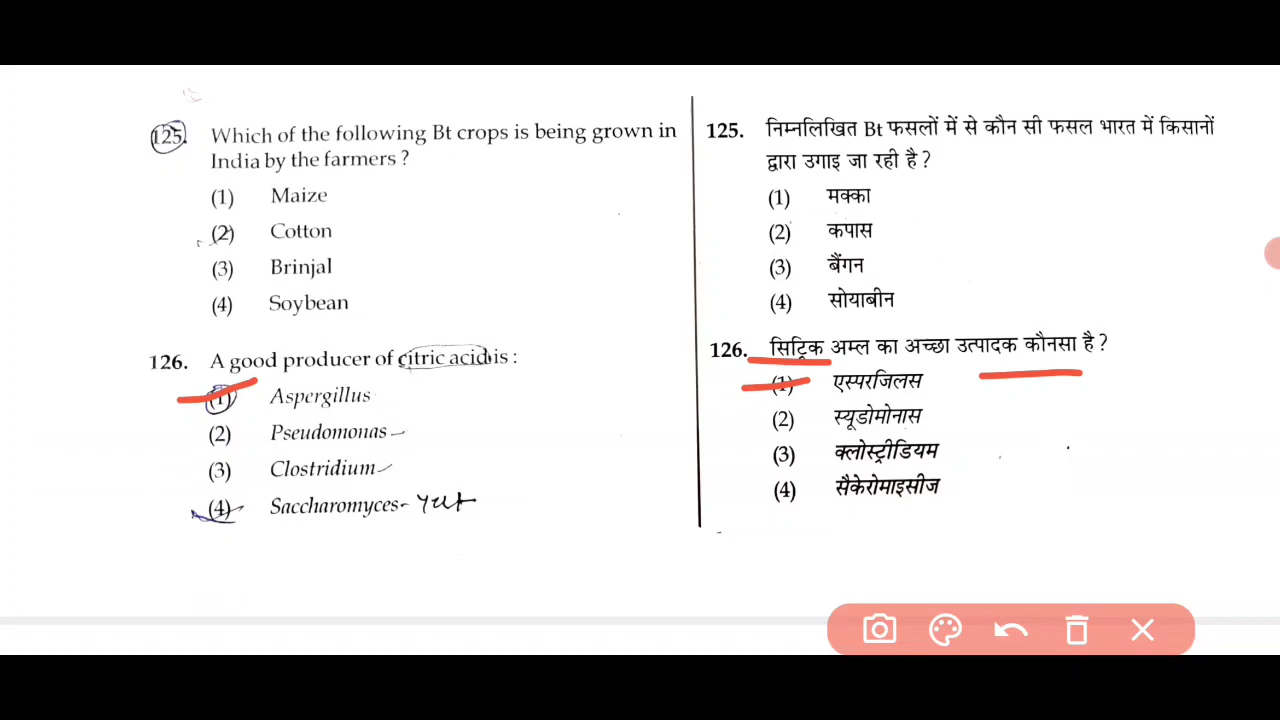 125. Which of the following Bt crops is being grown in
India by the farmers ?
(1) Maize
(2) Cotton
(3) Brinjal
(4) Soybean
126. A good producer of citric acid is :
(1) Aspergillus
(2) Pseudomonas
(3) Clostridium
(4) Saccharomyces
125. निम्नलिखित Bt फसलों में से कौन सी फसल भारत में किसानों
द्वारा उगाइ जा रही है ?
(1) मक्का
(2) कपास
(3) बैंगन
(4) सोयाबीन
126. सिट्रिक अम्ल का अच्छा उत्पादक कौनसा है ?
(1) एस्परजिलस
(2) स्यूडोमोनास
(3) क्लोस्ट्रीडियम
(4) सैकेरोमाइसीज